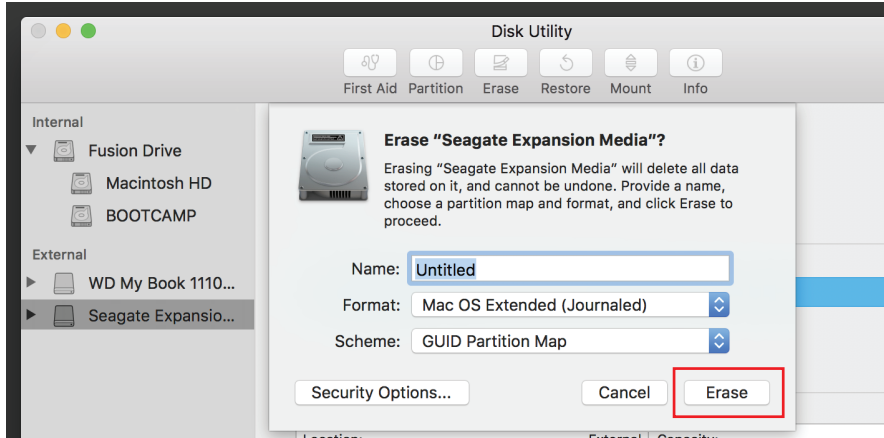 Disk Utility
First Aid Partition Erase Restore Mount Info
Internal
Fusion Drive
Macintosh HD
BOOTCAMP
External
WD My Book 1110...
Seagate Expansio...
Erase “Seagate Expansion Media”?
Erasing “Seagate Expansion Media” will delete all data
stored on it, and cannot be undone. Provide a name,
choose a partition map and format, and click Erase to
proceed.
Name: Untitled
Format: Mac OS Extended (Journaled)
Scheme: GUID Partition Map
Security Options... Cancel Erase
Location: External Capacity: